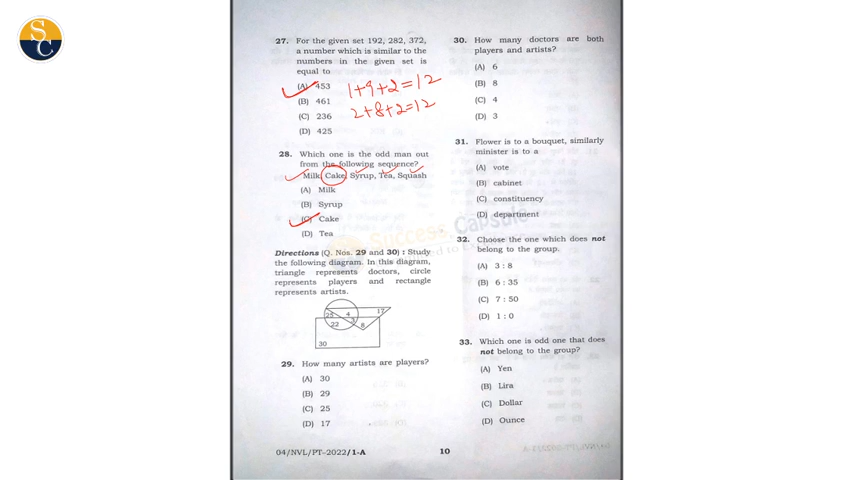 SC
27. For the given set 192, 282, 372,
a number which is similar to the
numbers in the given set is
equal to
(A) 453
(B) 461
(C) 236
(D) 425
1+9+2=12
2+8+2=12
28. Which one is the odd man out
from the following sequence?
Milk, Cake, Syrup, Tea, Squash
(A) Milk
(B) Syrup
(C) Cake
(D) Tea
Directions (Q. Nos. 29 and 30) : Study
the following diagram. In this diagram,
triangle represents doctors, circle
represents players and rectangle
represents artists.
25 4 17
3
22 8
30
29. How many artists are players?
(A) 30
(B) 29
(C) 25
(D) 17
04/NVL/PT–2022/1-A
30. How many doctors are both
players and artists?
(A) 6
(B) 8
(C) 4
(D) 3
31. Flower is to a bouquet, similarly
minister is to a
(A) vote
(B) cabinet
(C) constituency
(D) department
Success Capsule
32. Choose the one which does not
belong to the group.
(A) 3 : 8
(B) 6 : 35
(C) 7 : 50
(D) 1 : 0
33. Which one is odd one that does
not belong to the group?
(A) Yen
(B) Lira
(C) Dollar
(D) Ounce
10